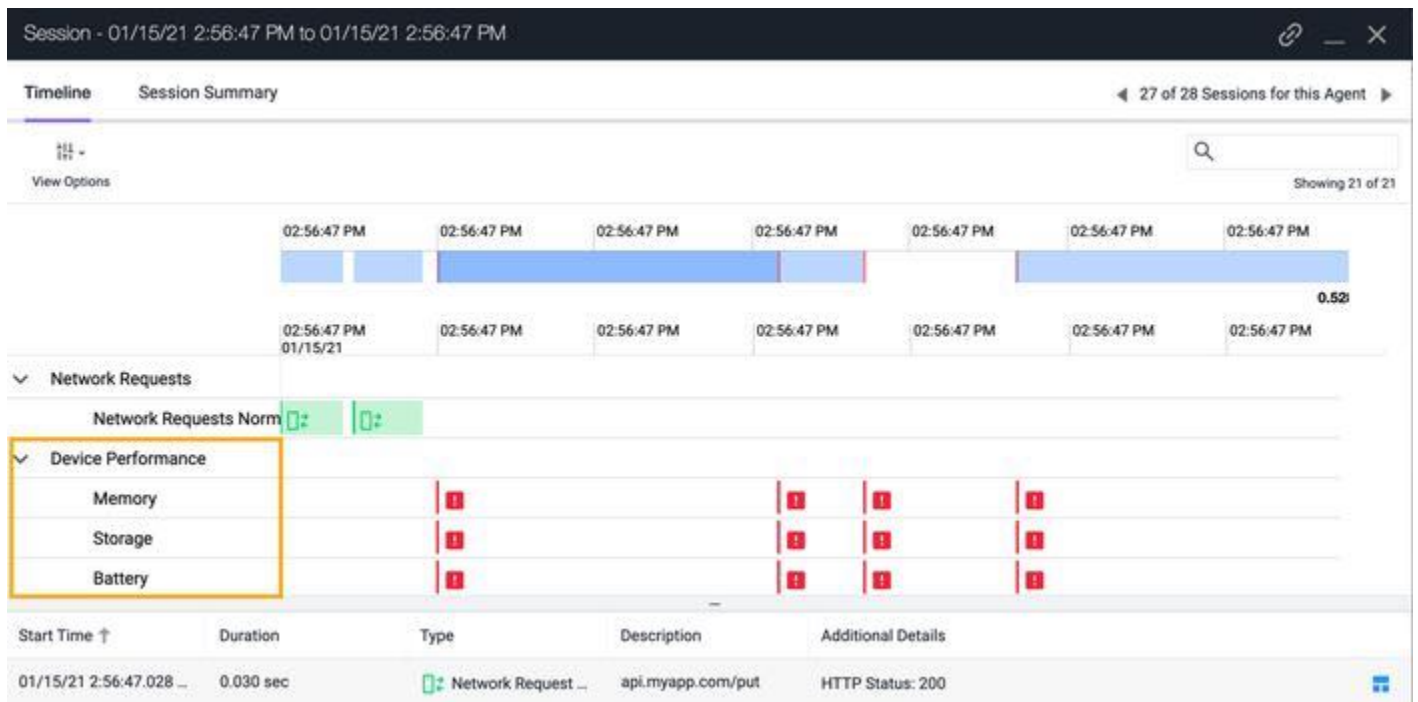 Session - 01/15/21 2:56:47 PM to 01/15/21 2:56:47 PM
Timeline Session Summary 27 of 28 Sessions for this Agent
View Options
Showing 21 of 21
02:56:47 PM 02:56:47 PM 02:56:47 PM 02:56:47 PM 02:56:47 PM 02:56:47 PM 02:56:47 PM
0.528
02:56:47 PM 02:56:47 PM 02:56:47 PM 02:56:47 PM 02:56:47 PM 02:56:47 PM 02:56:47 PM
01/15/21
Network Requests
Network Requests Norm
Device Performance
Memory
Storage
Battery
Start Time ↑ Duration Type Description Additional Details
01/15/21 2:56:47.028 ... 0.030 sec Network Request ... api.myapp.com/put HTTP Status: 200